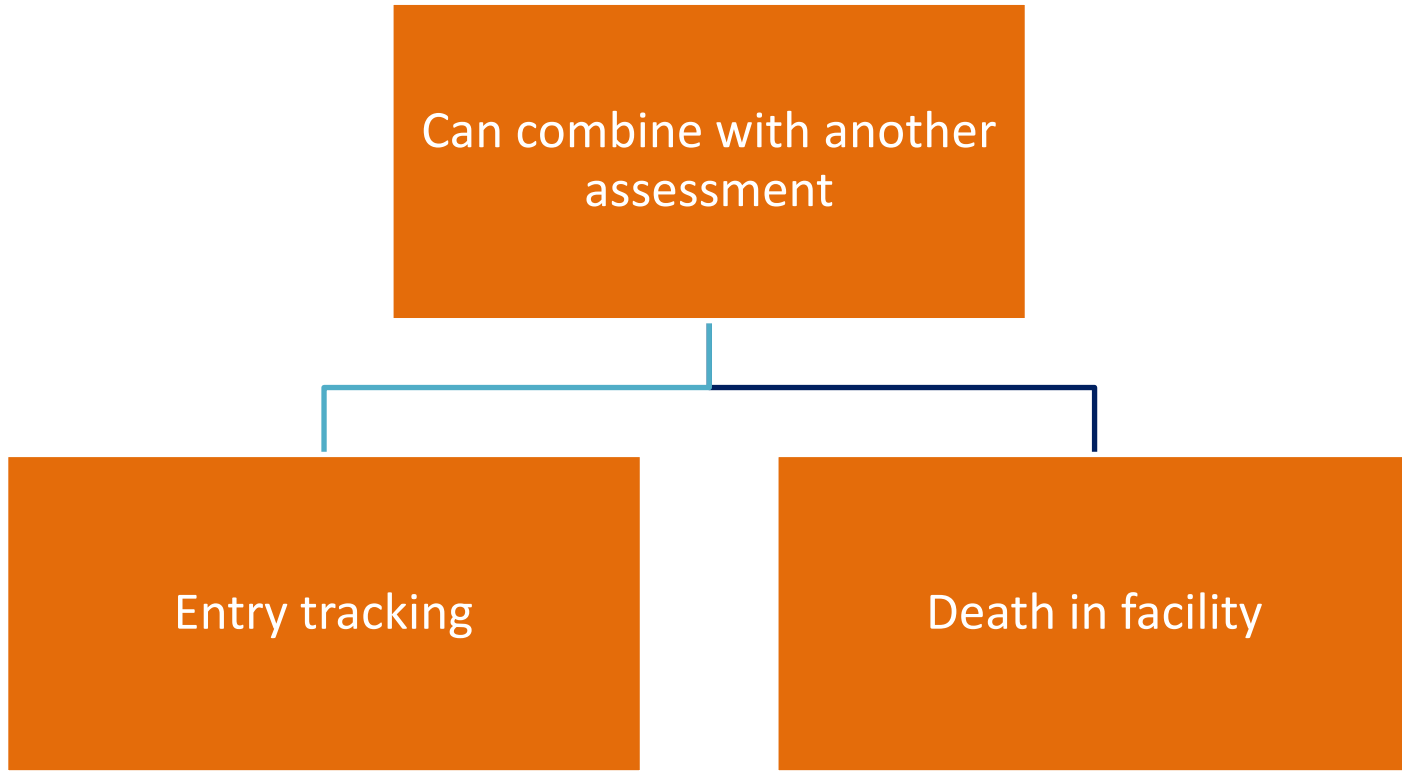 Can combine with another
assessment
Entry tracking
Death in facility